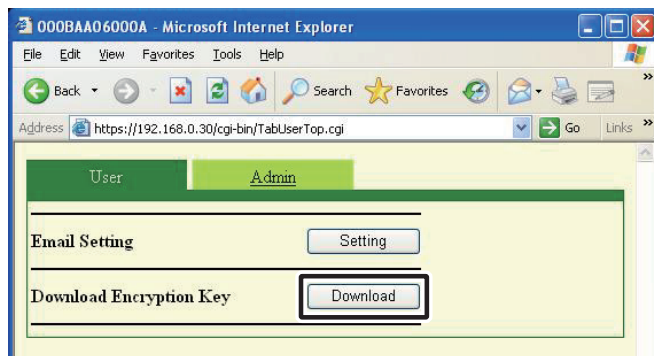 000BAA06000A - Microsoft Internet Explorer
File Edit View Favorites Tools Help
Back Search Favorites »
Address https://192.168.0.30/cgi-bin/TabUserTop.cgi Go Links »
User Admin
Email Setting Setting
Download Encryption Key Download